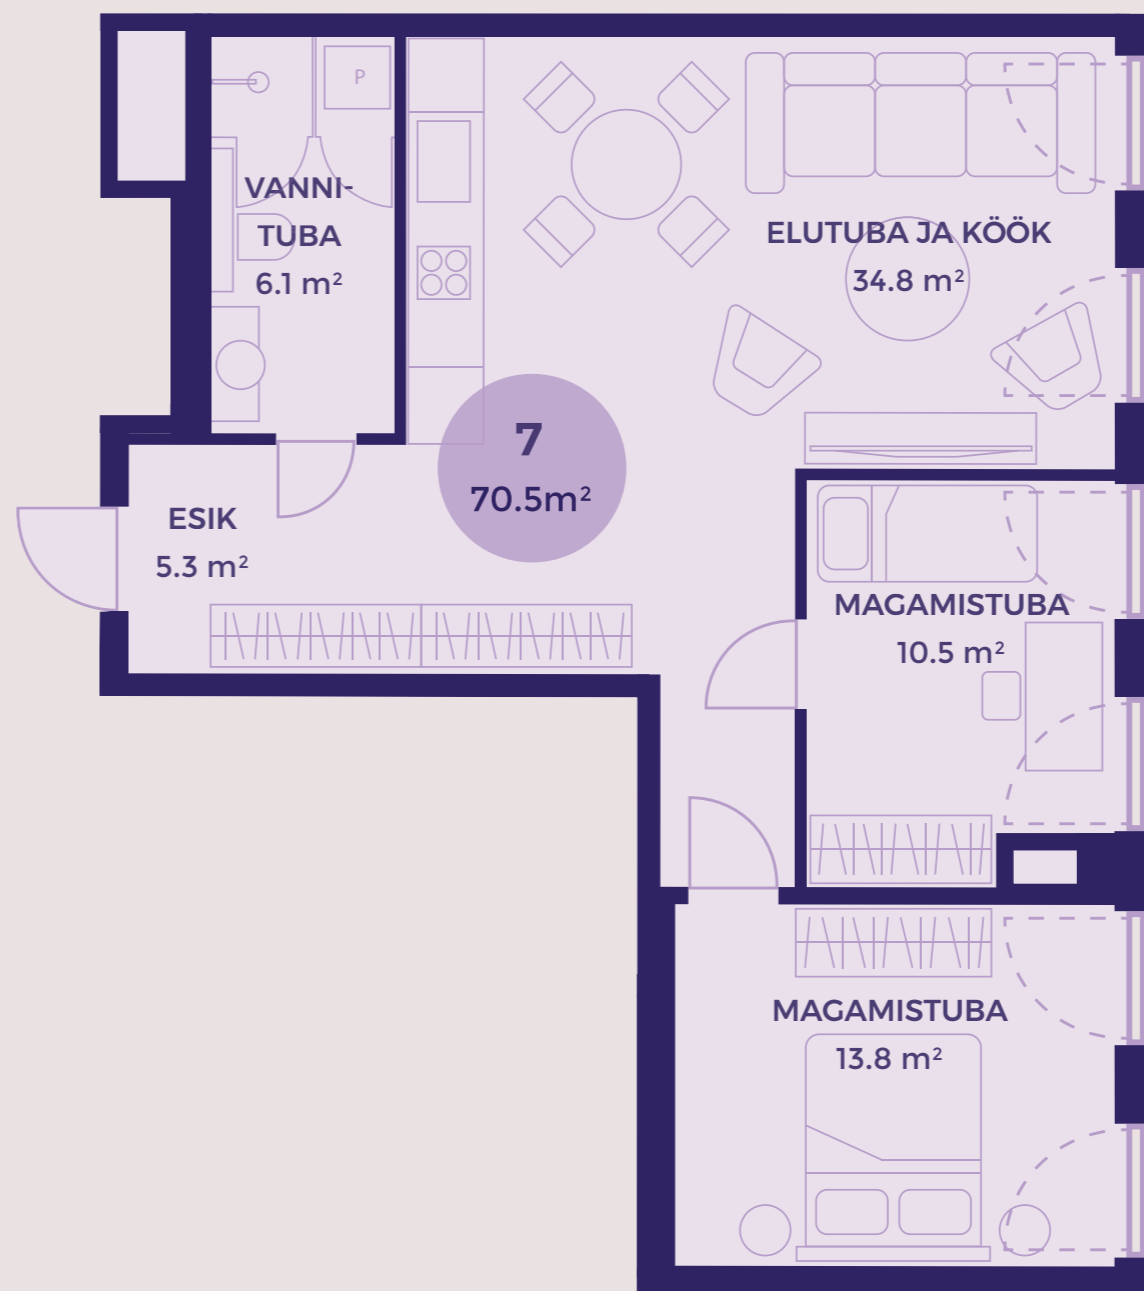 P
VANNI-
TUBA
6.1 m²
ELUTUBA JA KÖÖK
34.8 m²
7
70.5m²
ESIK
5.3 m²
MAGAMISTUBA
10.5 m²
MAGAMISTUBA
13.8 m²